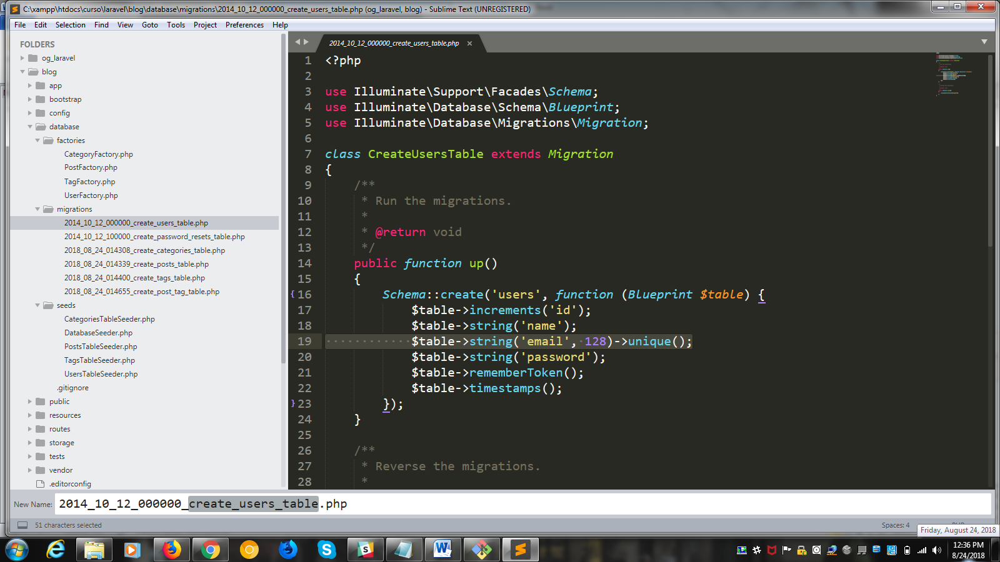 C:\xampp\htdocs\curso\laravel\blog\database\migrations\2014_10_12_000000_create_users_table.php (og_laravel, blog) - Sublime Text (UNREGISTERED)
File Edit Selection Find View Goto Tools Project Preferences Help
FOLDERS
og_laravel
blog
app
bootstrap
config
database
factories
CategoryFactory.php
PostFactory.php
TagFactory.php
UserFactory.php
migrations
2014_10_12_000000_create_users_table.php
2014_10_12_100000_create_password_resets_table.php
2018_08_24_014308_create_categories_table.php
2018_08_24_014339_create_posts_table.php
2018_08_24_014400_create_tags_table.php
2018_08_24_014655_create_post_tag_table.php
seeds
CategoriesTableSeeder.php
DatabaseSeeder.php
PostsTableSeeder.php
TagsTableSeeder.php
UsersTableSeeder.php
.gitignore
public
resources
routes
storage
tests
vendor
.editorconfig
2014_10_12_000000_create_users_table.php ×
1 <?php
2
3 use Illuminate\Support\Facades\Schema;
4 use Illuminate\Database\Schema\Blueprint;
5 use Illuminate\Database\Migrations\Migration;
6
7 class CreateUsersTable extends Migration
8 {
9 /**
10 * Run the migrations.
11 *
12 * @return void
13 */
14 public function up()
15 {
{ 16 Schema::create('users', function (Blueprint $table) {
17 $table->increments('id');
18 $table->string('name');
19 $table->string('email', 128)->unique();
20 $table->string('password');
21 $table->rememberToken();
22 $table->timestamps();
} 23 });
24 }
25
26 /**
27 * Reverse the migrations.
28 *
New Name: 2014_10_12_000000_create_users_table.php
51 characters selected
Spaces: 4
Friday, August 24, 2018
12:36 PM
8/24/2018